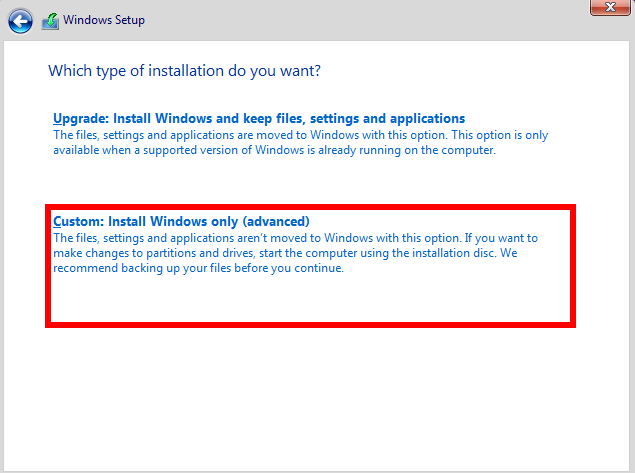 Windows Setup
Which type of installation do you want?
Upgrade: Install Windows and keep files, settings and applications
The files, settings and applications are moved to Windows with this option. This option is only
available when a supported version of Windows is already running on the computer.
Custom: Install Windows only (advanced)
The files, settings and applications aren't moved to Windows with this option. If you want to
make changes to partitions and drives, start the computer using the installation disc. We
recommend backing up your files before you continue.